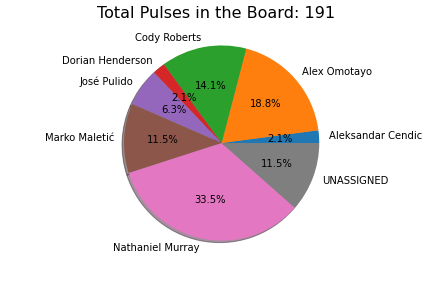 Total Pulses in the Board: 191
Cody Roberts
Dorian Henderson
José Pulido
Alex Omotayo
14.1%
2.1%
18.8%
6.3%
Marko Maletić
11.5%
2.1%
Aleksandar Cendic
11.5%
UNASSIGNED
33.5%
Nathaniel Murray